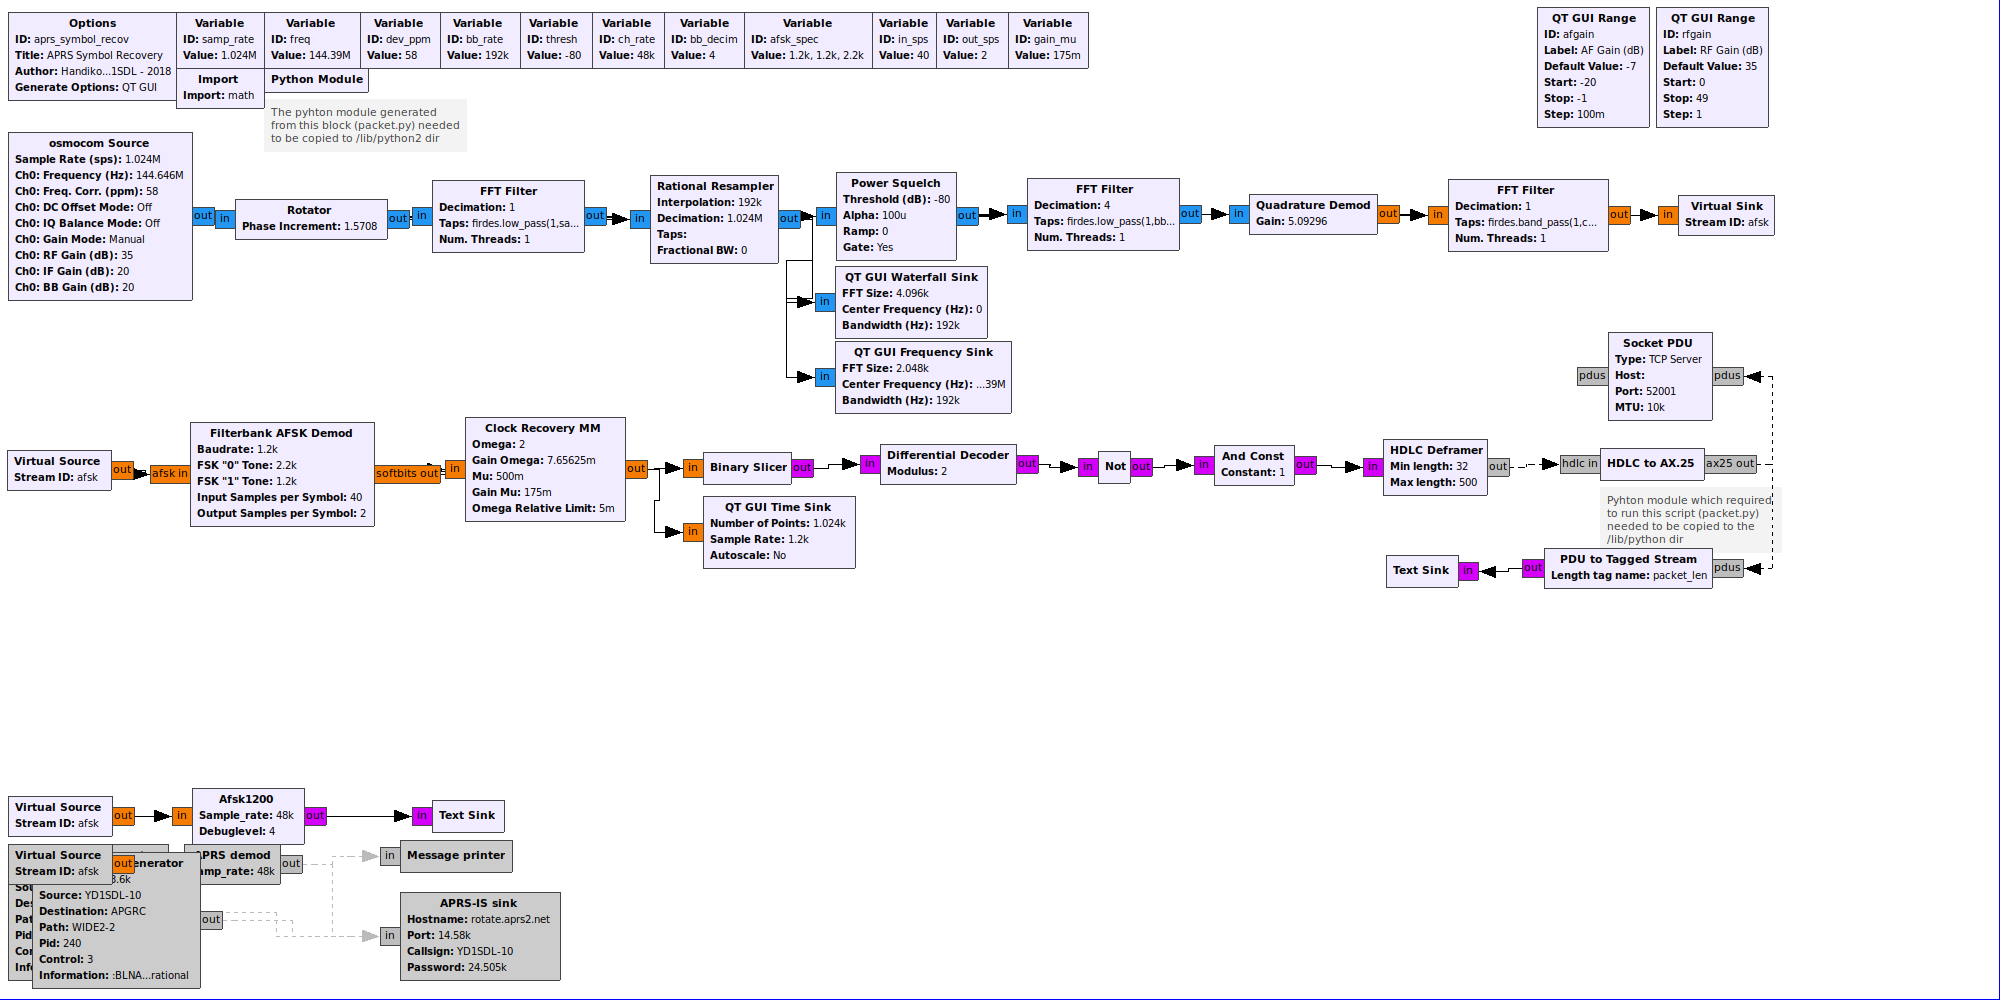 Options
ID: aprs_symbol_recov
Title: APRS Symbol Recovery
Author: Handiko...1SDL - 2018
Generate Options: QT GUI
Variable
ID: samp_rate
Value: 1.024M
Variable
ID: freq
Value: 144.39M
Variable
ID: dev_ppm
Value: 58
Variable
ID: bb_rate
Value: 192k
Variable
ID: thresh
Value: -80
Variable
ID: ch_rate
Value: 48k
Variable
ID: bb_decim
Value: 4
Variable
ID: afsk_spec
Value: 1.2k, 1.2k, 2.2k
Variable
ID: in_sps
Value: 40
Variable
ID: out_sps
Value: 2
Variable
ID: gain_mu
Value: 175m
QT GUI Range
ID: afgain
Label: AF Gain (dB)
Default Value: -7
Start: -20
Stop: -1
Step: 100m
QT GUI Range
ID: rfgain
Label: RF Gain (dB)
Default Value: 35
Start: 0
Stop: 49
Step: 1
Import
Import: math
Python Module
The pyhton module generated
from this block (packet.py) needed
to be copied to /lib/python2 dir
osmocom Source
Sample Rate (sps): 1.024M
Ch0: Frequency (Hz): 144.646M
Ch0: Freq. Corr. (ppm): 58
Ch0: DC Offset Mode: Off
Ch0: IQ Balance Mode: Off
Ch0: Gain Mode: Manual
Ch0: RF Gain (dB): 35
Ch0: IF Gain (dB): 20
Ch0: BB Gain (dB): 20
out
in
Rotator
Phase Increment: 1.5708
out
in
FFT Filter
Decimation: 1
Taps: firdes.low_pass(1,sa...
Num. Threads: 1
out
in
Rational Resampler
Interpolation: 192k
Decimation: 1.024M
Taps:
Fractional BW: 0
out
in
Power Squelch
Threshold (dB): -80
Alpha: 100u
Ramp: 0
Gate: Yes
out
in
FFT Filter
Decimation: 4
Taps: firdes.low_pass(1,bb...
Num. Threads: 1
out
in
Quadrature Demod
Gain: 5.09296
out
in
FFT Filter
Decimation: 1
Taps: firdes.band_pass(1,c...
Num. Threads: 1
out
in
Virtual Sink
Stream ID: afsk
in
QT GUI Waterfall Sink
FFT Size: 4.096k
Center Frequency (Hz): 0
Bandwidth (Hz): 192k
in
QT GUI Frequency Sink
FFT Size: 2.048k
Center Frequency (Hz): ...39M
Bandwidth (Hz): 192k
pdus
Socket PDU
Type: TCP Server
Host:
Port: 52001
MTU: 10k
pdus
Virtual Source
Stream ID: afsk
out
afsk in
Filterbank AFSK Demod
Baudrate: 1.2k
FSK "0" Tone: 2.2k
FSK "1" Tone: 1.2k
Input Samples per Symbol: 40
Output Samples per Symbol: 2
softbits out
in
Clock Recovery MM
Omega: 2
Gain Omega: 7.65625m
Mu: 500m
Gain Mu: 175m
Omega Relative Limit: 5m
out
in
Binary Slicer
out
in
Differential Decoder
Modulus: 2
out
in
Not
out
in
And Const
Constant: 1
out
in
HDLC Deframer
Min length: 32
Max length: 500
out
hdlc in
HDLC to AX.25
ax25 out
in
QT GUI Time Sink
Number of Points: 1.024k
Sample Rate: 1.2k
Autoscale: No
Pyhton module which required
to run this script (packet.py)
needed to be copied to the
/lib/python dir
Text Sink
in
out
PDU to Tagged Stream
Length tag name: packet_len
pdus
Virtual Source
Stream ID: afsk
out
in
Afsk1200
Sample_rate: 48k
Debuglevel: 4
out
in
Text Sink
Virtual Source
Stream ID: afsk
out
APRS demod
amp_rate: 48k
out
in
Message printer
enerator
3.6k
Source: YD1SDL-10
Destination: APGRC
Path: WIDE2-2
Pid: 240
Control: 3
Information: :BLNA...rational
out
in
APRS-IS sink
Hostname: rotate.aprs2.net
Port: 14.58k
Callsign: YD1SDL-10
Password: 24.505k